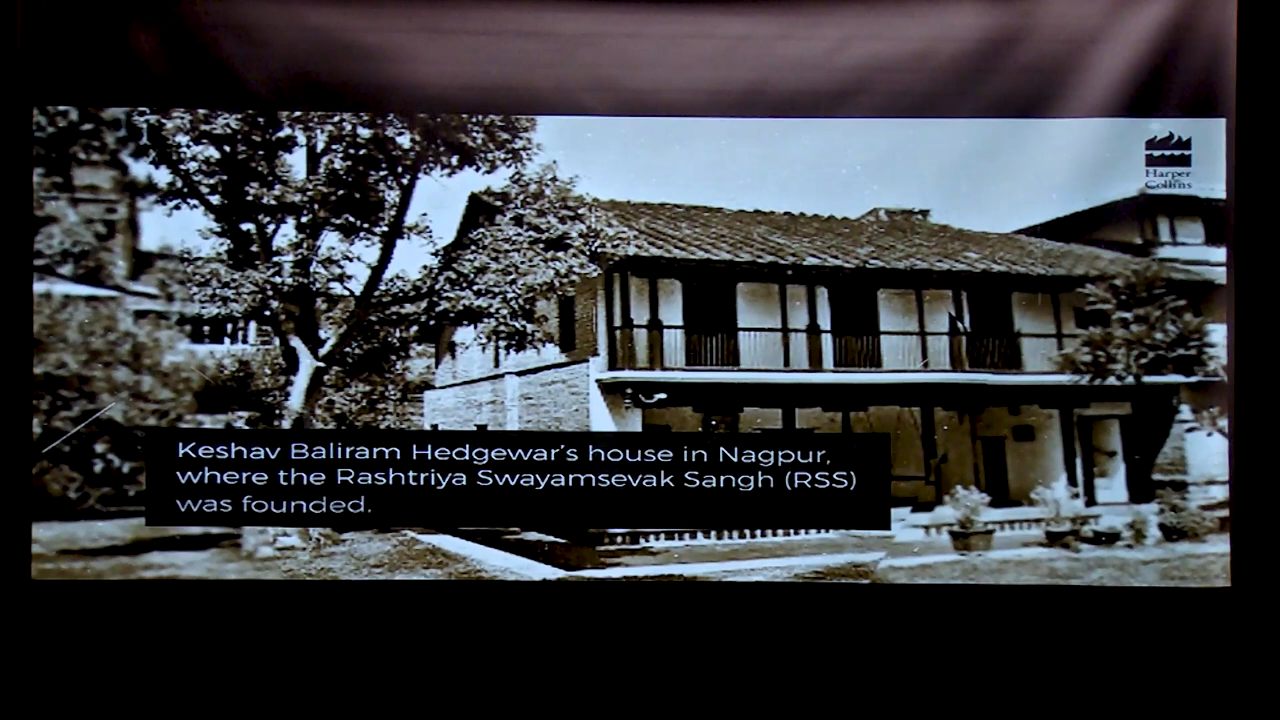 Harper
Collins
Keshav Baliram Hedgewar's house in Nagpur,
where the Rashtriya Swayamsevak Sangh (RSS)
was founded.